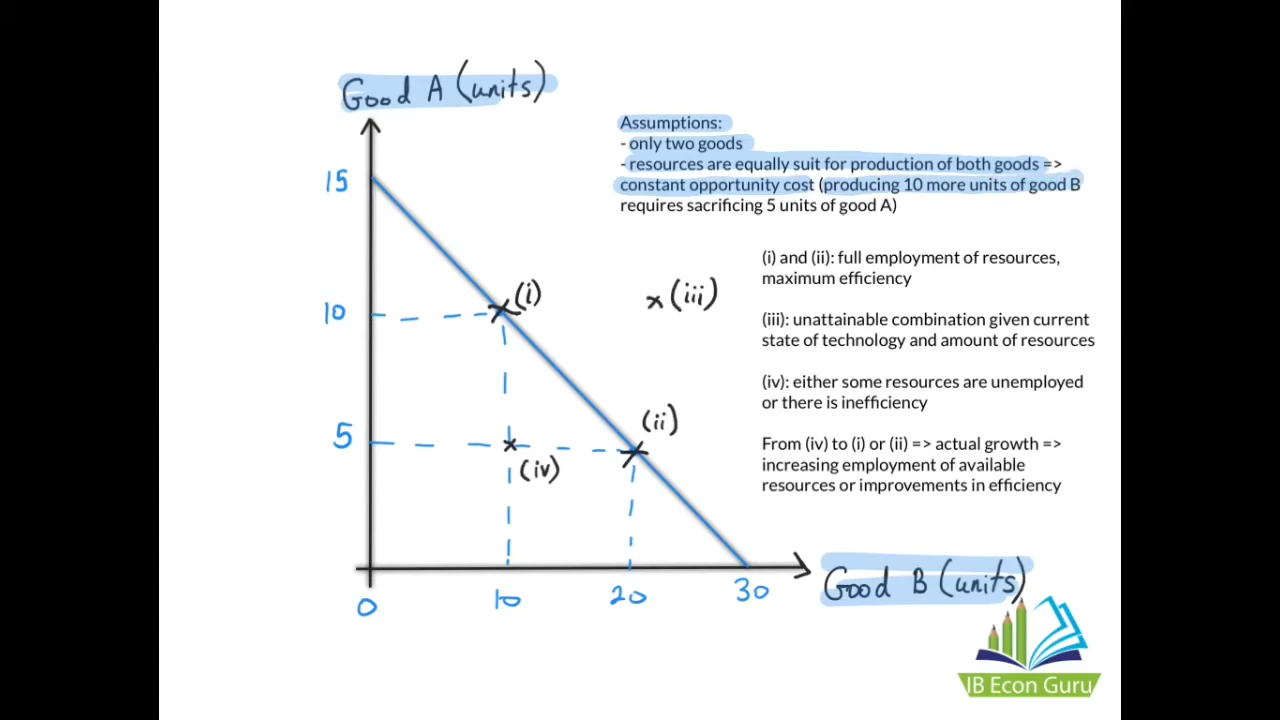 Good A (units)
Assumptions:
- only two goods
- resources are equally suit for production of both goods =>
constant opportunity cost (producing 10 more units of good B
requires sacrificing 5 units of good A)
15
(i) and (ii): full employment of resources,
maximum efficiency
(i)
(iii)
10
(iii): unattainable combination given current
state of technology and amount of resources
(iv): either some resources are unemployed
or there is inefficiency
(ii)
5
(iv)
From (iv) to (i) or (ii) => actual growth =>
increasing employment of available
resources or improvements in efficiency
0
10
20
30
Good B (units)
IB Econ Guru